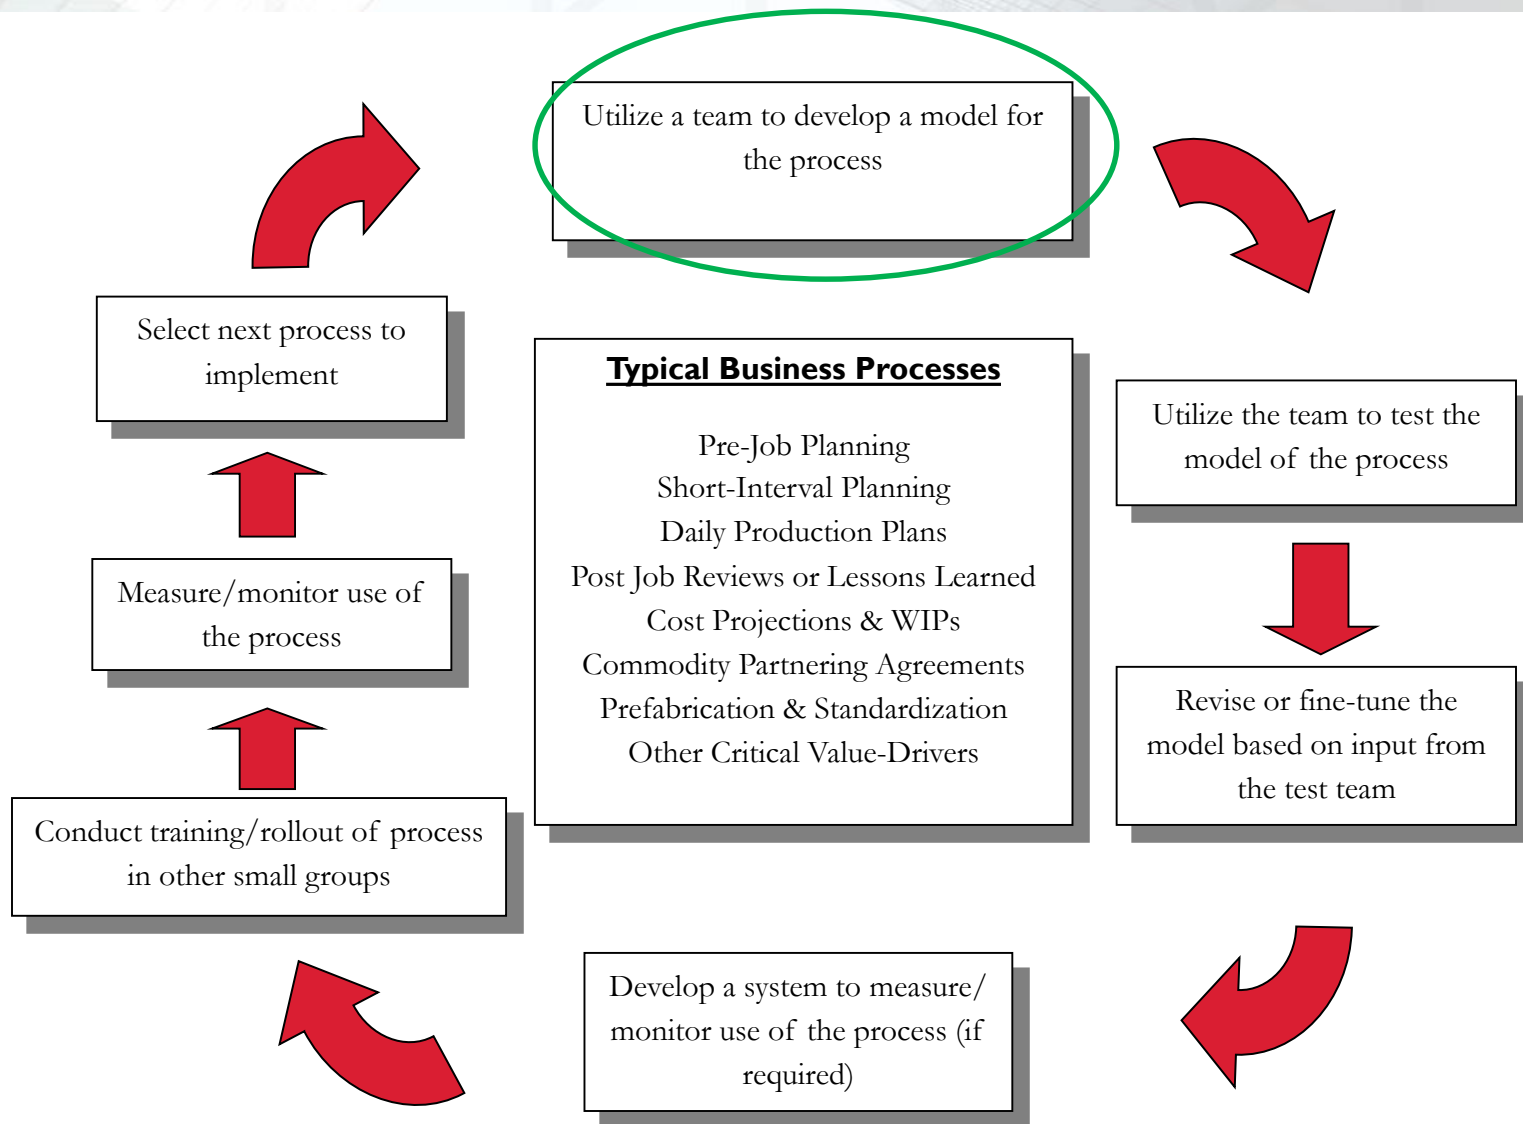 Utilize a team to develop a model for
the process
Select next process to
implement
Typical Business Processes
Pre-Job Planning
Short-Interval Planning
Daily Production Plans
Post Job Reviews or Lessons Learned
Cost Projections & WIPs
Commodity Partnering Agreements
Prefabrication & Standardization
Other Critical Value-Drivers
Utilize the team to test the
model of the process
Measure/monitor use of
the process
Revise or fine-tune the
model based on input from
the test team
Conduct training/rollout of process
in other small groups
Develop a system to measure/
monitor use of the process (if
required)